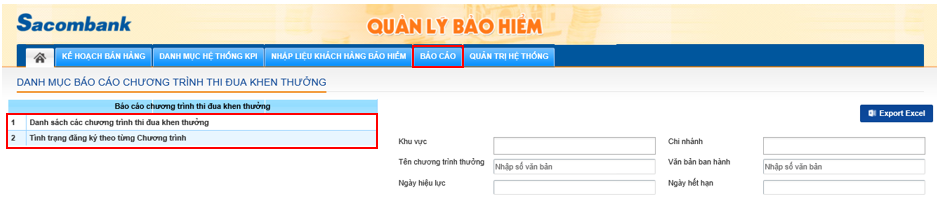 Sacombank
QUẢN LÝ BẢO HIỂM
KẾ HOẠCH BÁN HÀNG DANH MỤC HỆ THỐNG KPI NHẬP LIỆU KHÁCH HÀNG BẢO HIỂM BÁO CÁO QUẢN TRỊ HỆ THỐNG
DANH MỤC BÁO CÁO CHƯƠNG TRÌNH THI ĐUA KHEN THƯỞNG
Báo cáo chương trình thi đua khen thưởng
1 Danh sách các chương trình thi đua khen thưởng
2 Tình trạng đăng ký theo từng Chương trình
Export Excel
Khu vực Chi nhánh
Tên chương trình thưởng Nhập số văn bản Văn bản ban hành Nhập số văn bản
Ngày hiệu lực Ngày hết hạn